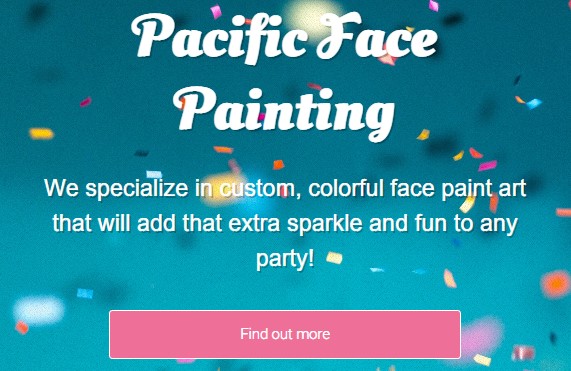 Pacific Face
Painting
We specialize in custom, colorful face paint art
that will add that extra sparkle and fun to any
party!
Find out more